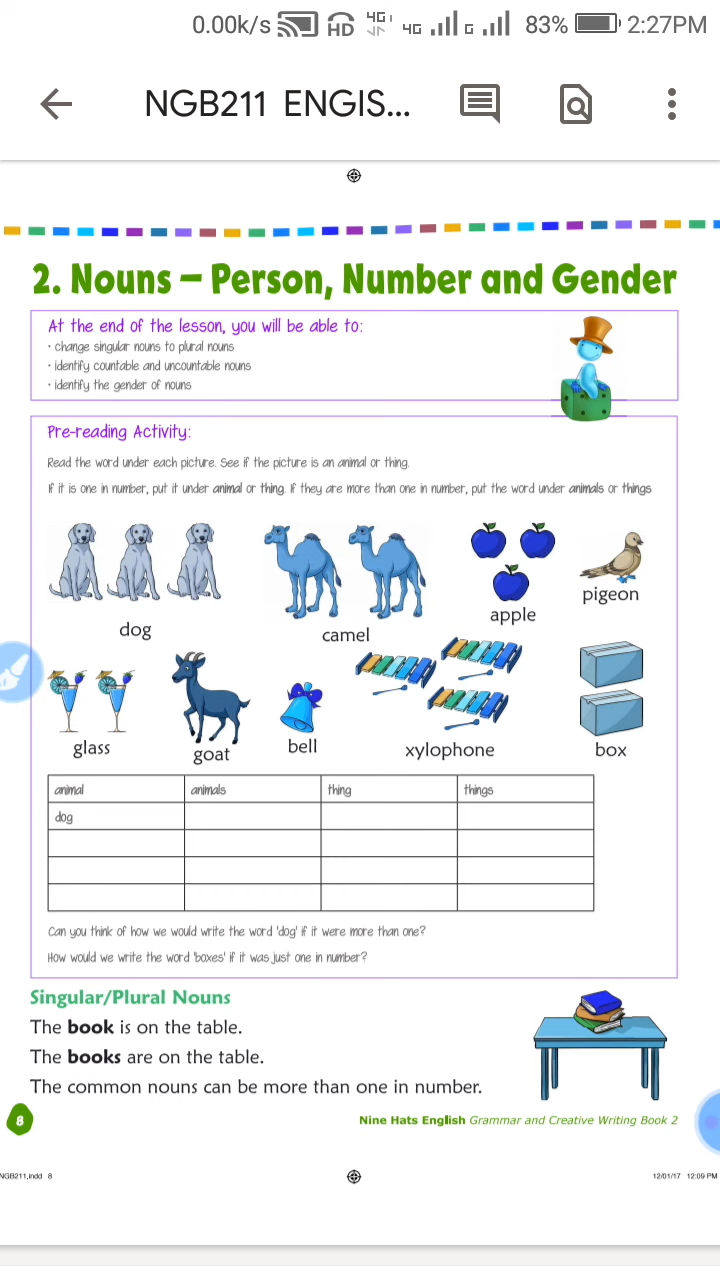 0.00k/s HD 4G 4G G 83% 2:27PM
NGB211 ENGIS...
2. Nouns – Person, Number and Gender
At the end of the lesson, you will be able to:
• change singular nouns to plural nouns
• identify countable and uncountable nouns
• identify the gender of nouns
Pre-reading Activity:
Read the word under each picture. See if the picture is an animal or thing.
If it is one in number, put it under animal or thing. If they are more than one in number, put the word under animals or things
dog
camel
apple
pigeon
glass
goat
bell
xylophone
box
animal animals thing things
dog
Can you think of how we would write the word 'dog' if it were more than one?
How would we write the word 'boxes' if it was just one in number?
Singular/Plural Nouns
The book is on the table.
The books are on the table.
The common nouns can be more than one in number.
8
Nine Hats English Grammar and Creative Writing Book 2
NGB211.indd 8
12/01/17 12:09 PM